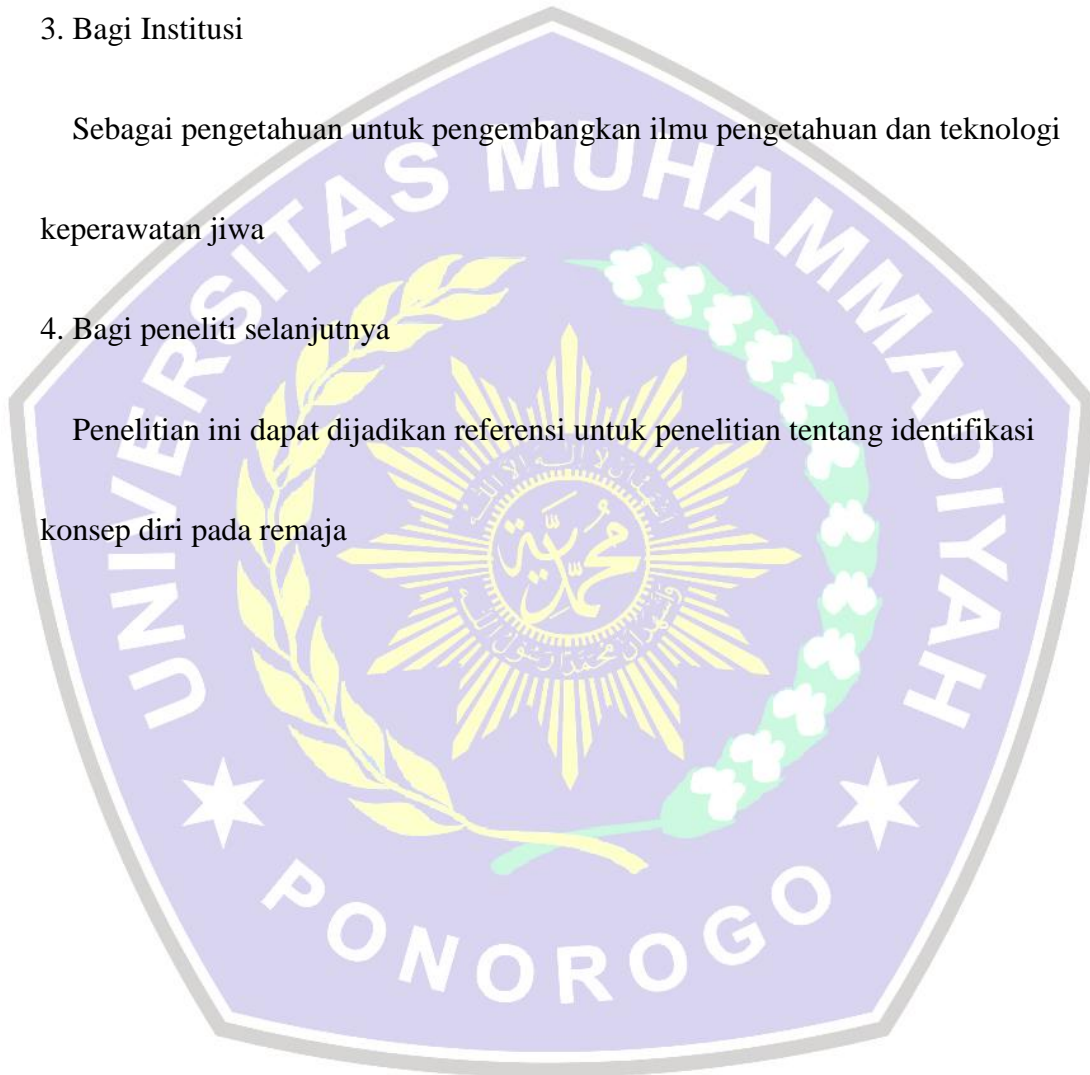 3. Bagi Institusi
Sebagai pengetahuan untuk pengembangkan ilmu pengetahuan dan teknologi
keperawatan jiwa
4. Bagi peneliti selanjutnya
Penelitian ini dapat dijadikan referensi untuk penelitian tentang identifikasi
konsep diri pada remaja
UNIVERSITAS MUHAMMADIYAH
PONOROGO
محمد